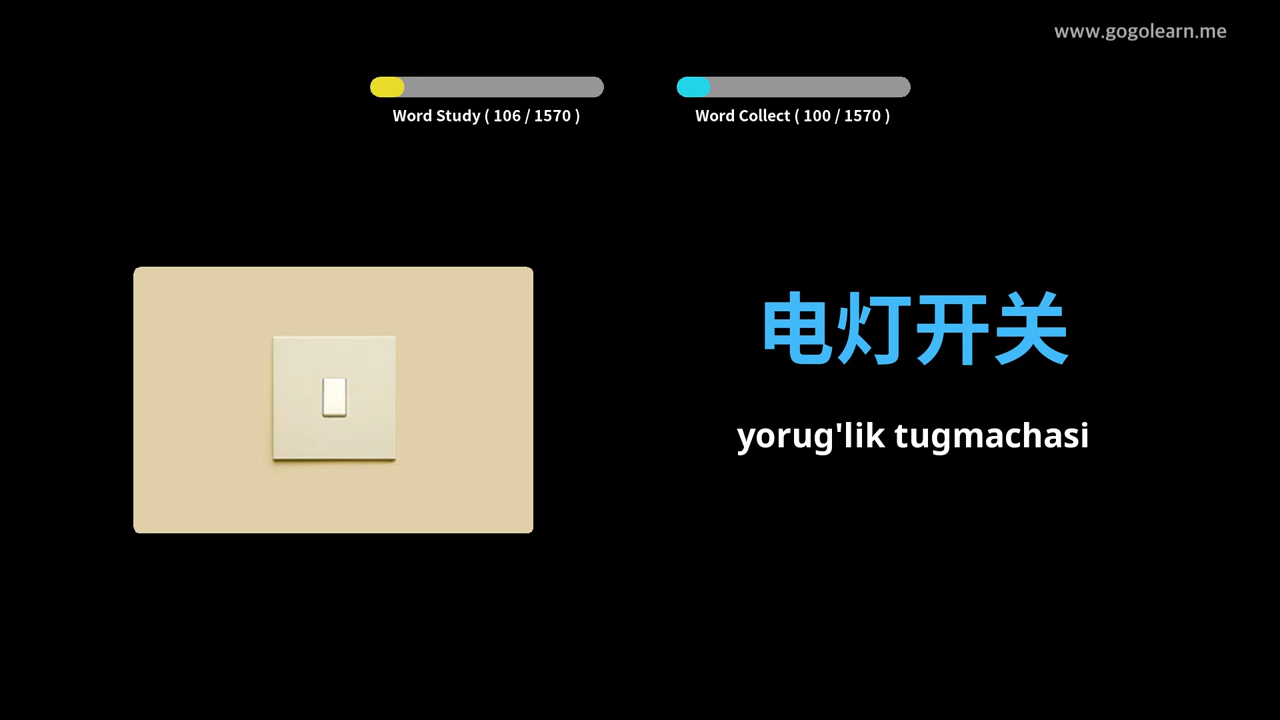 www.gogolearn.me
Word Study ( 106 / 1570 )
Word Collect ( 100 / 1570 )
电灯开关
yorug'lik tugmachasi